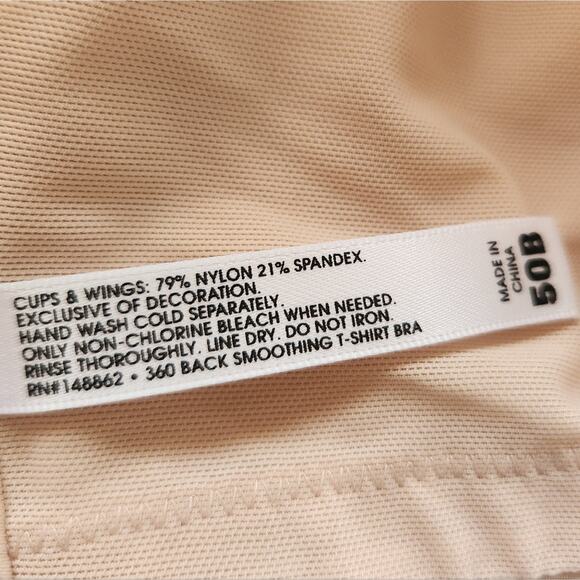 CUPS & WINGS: 79% NYLON 21% SPANDEX.
EXCLUSIVE OF DECORATION.
HAND WASH COLD SEPARATELY.
ONLY NON-CHLORINE BLEACH WHEN NEEDED.
RINSE THOROUGHLY. LINE DRY. DO NOT IRON.
RN#148862 • 360 BACK SMOOTHING T-SHIRT BRA
MADE IN
CHINA
50B